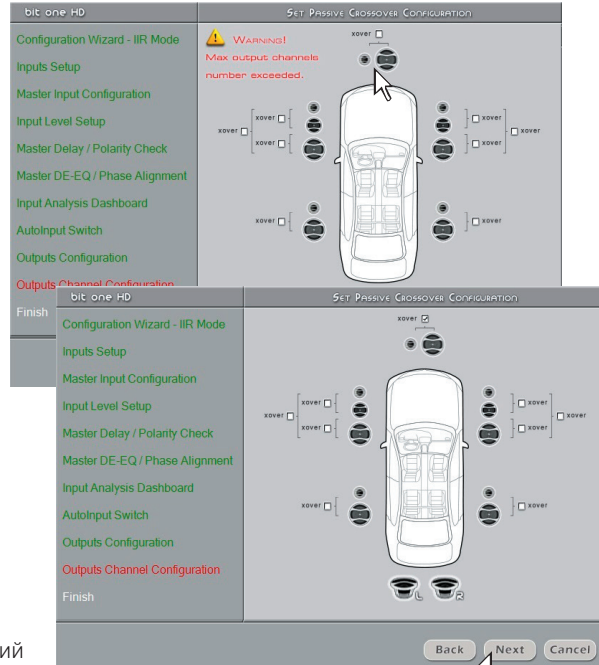 bit one HD
Set Passive Crossover Configuration
Configuration Wizard - IIR Mode
Inputs Setup
Master Input Configuration
Input Level Setup
Master Delay / Polarity Check
Master DE-EQ / Phase Alignment
Input Analysis Dashboard
AutoInput Switch
Outputs Configuration
Outputs Channel Configuration
Finish
Warning!
Max output channels
number exceeded.
xover
xover
xover
xover
xover
xover
xover
xover
xover
bit one HD
Set Passive Crossover Configuration
Configuration Wizard - IIR Mode
Inputs Setup
Master Input Configuration
Input Level Setup
Master Delay / Polarity Check
Master DE-EQ / Phase Alignment
Input Analysis Dashboard
AutoInput Switch
Outputs Configuration
Outputs Channel Configuration
Finish
xover
xover
xover
xover
xover
xover
xover
xover
xover
L
R
Back
Next
Cancel
ий